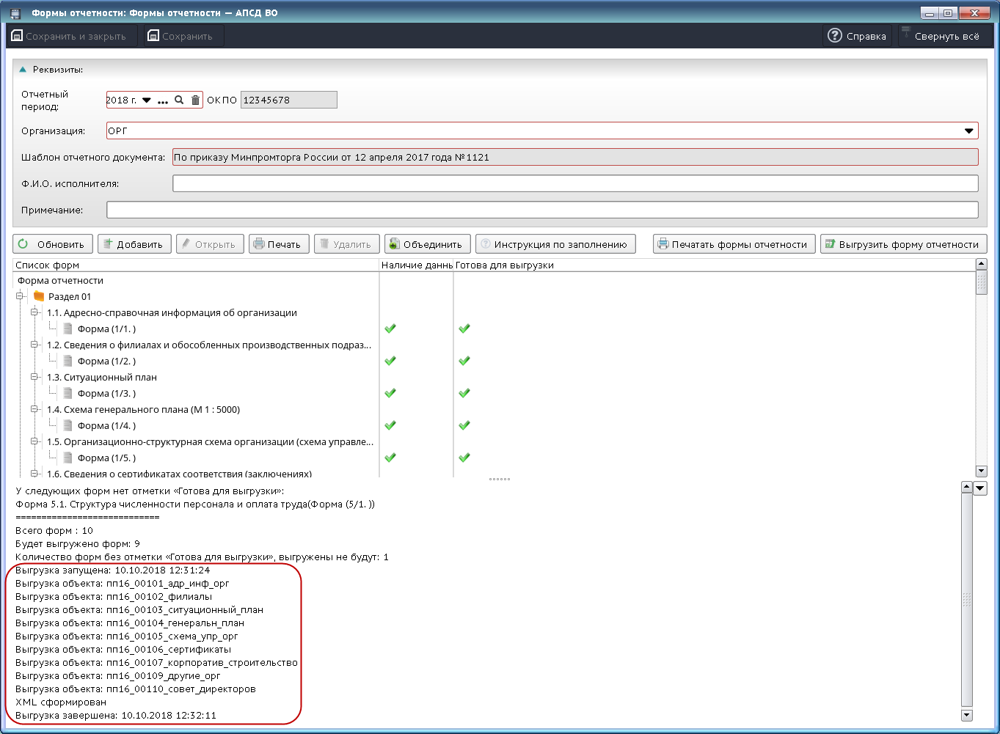 Формы отчетности: Формы отчетности — АПСД ВО
Сохранить и закрыть Сохранить Справка Свернуть всё
Реквизиты:
Отчетный период: 2018 г. ... ОКПО 12345678
Организация: ОРГ
Шаблон отчетного документа: По приказу Минпромторга России от 12 апреля 2017 года №1121
Ф.И.О. исполнителя:
Примечание:
Обновить Добавить Открыть Печать Удалить Объединить Инструкция по заполнению Печатать формы отчетности Выгрузить форму отчетности
Список форм Наличие данны Готова для выгрузки
Форма отчетности
Раздел 01
1.1. Адресно-справочная информация об организации
Форма (1/1. )
1.2. Сведения о филиалах и обособленных производственных подраз...
Форма (1/2. )
1.3. Ситуационный план
Форма (1/3. )
1.4. Схема генерального плана (М 1 : 5000)
Форма (1/4. )
1.5. Организационно-структурная схема организации (схема управле...
Форма (1/5. )
1.6. Сведения о сертификатах соответствия (заключениях)
У следующих форм нет отметки «Готова для выгрузки»:
Форма 5.1. Структура численности персонала и оплата труда(Форма (5/1. ))
============================
Всего форм : 10
Будет выгружено форм: 9
Количество форм без отметки «Готова для выгрузки», выгружены не будут: 1
Выгрузка запущена: 10.10.2018 12:31:24
Выгрузка объекта: пп16_00101_адр_инф_орг
Выгрузка объекта: пп16_00102_филиалы
Выгрузка объекта: пп16_00103_ситуационный_план
Выгрузка объекта: пп16_00104_генеральн_план
Выгрузка объекта: пп16_00105_схема_упр_орг
Выгрузка объекта: пп16_00106_сертификаты
Выгрузка объекта: пп16_00107_корпоратив_строительство
Выгрузка объекта: пп16_00109_другие_орг
Выгрузка объекта: пп16_00110_совет_директоров
XML сформирован
Выгрузка завершена: 10.10.2018 12:32:11